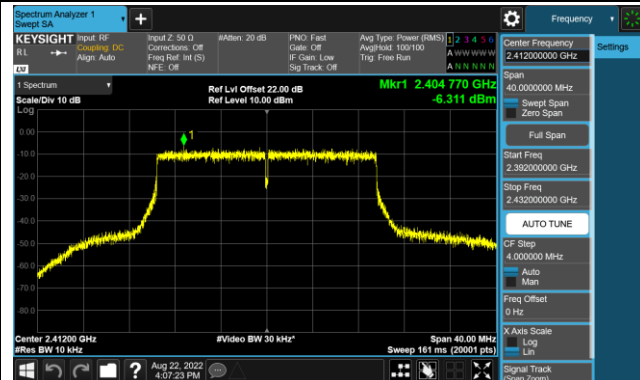 Spectrum Analyzer 1
Swept SA
Frequency
KEYSIGHT
Input: RF
Coupling: DC
Align: Auto
RL
LXI
Input Z: 50 Ω
Corrections: Off
Freq Ref: Int (S)
NFE: Off
#Atten: 20 dB
PNO: Fast
Gate: Off
IF Gain: Low
Sig Track: Off
Avg Type: Power (RMS)
Avg|Hold: 100/100
Trig: Free Run
1 2 3 4 5 6
A W W W W W
A N N N N N
1 Spectrum
Scale/Div 10 dB
Log
Ref Lvl Offset 22.00 dB
Ref Level 10.00 dBm
Mkr1 2.404 770 GHz
-6.311 dBm
0.00
-10.0
-20.0
-30.0
-40.0
-50.0
-60.0
-70.0
-80.0
1
Center 2.41200 GHz
#Res BW 10 kHz
#Video BW 30 kHz*
Span 40.00 MHz
Sweep 161 ms (20001 pts)
Aug 22, 2022
4:07:23 PM
Center Frequency
2.412000000 GHz
Span
40.0000000 MHz
Swept Span
Zero Span
Full Span
Start Freq
2.392000000 GHz
Stop Freq
2.432000000 GHz
AUTO TUNE
CF Step
4.000000 MHz
Auto
Man
Freq Offset
0 Hz
X Axis Scale
Log
Lin
Signal Track
(Span Zoom)
Settings